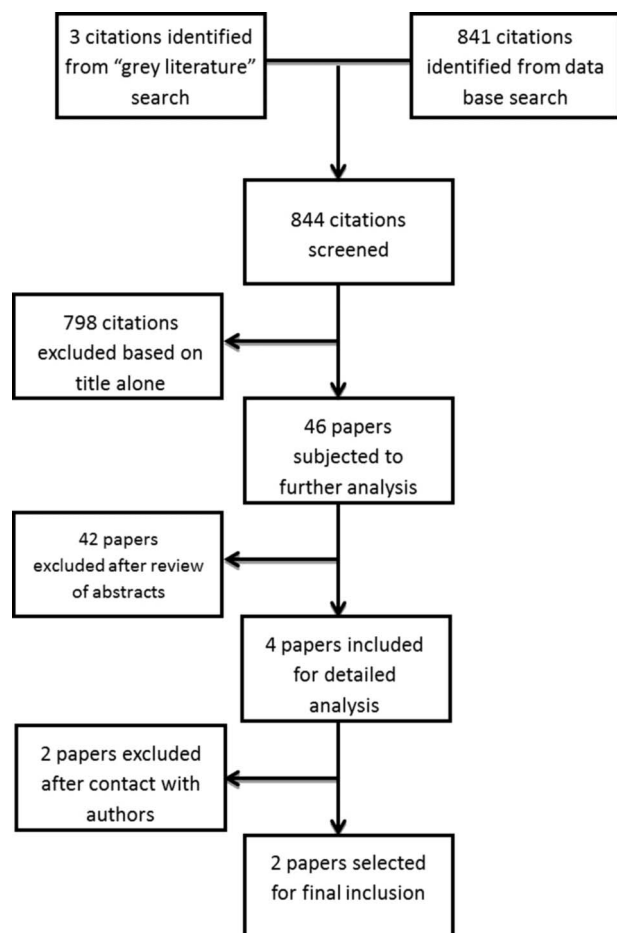 3 citations identified
from “grey literature”
search
841 citations
identified from data
base search
844 citations
screened
798 citations
excluded based on
title alone
46 papers
subjected to
further analysis
42 papers
excluded after review
of abstracts
4 papers included
for detailed
analysis
2 papers excluded
after contact with
authors
2 papers selected
for final inclusion